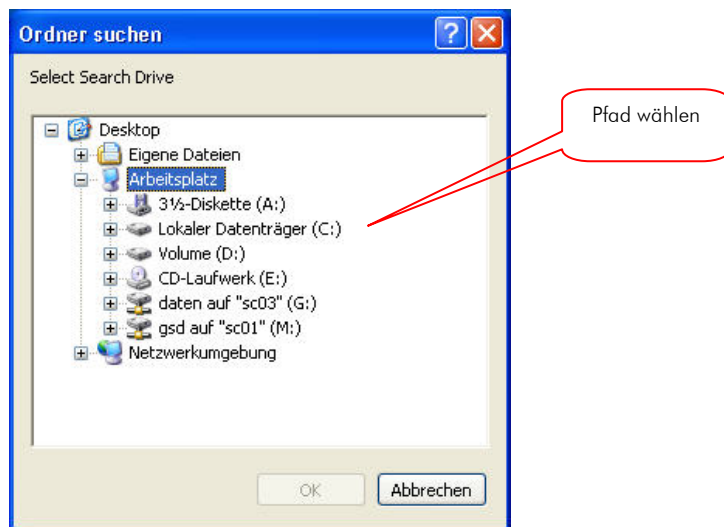 Ordner suchen
Select Search Drive
Desktop
Eigene Dateien
Arbeitsplatz
3½-Diskette (A:)
Lokaler Datenträger (C:)
Volume (D:)
CD-Laufwerk (E:)
daten auf "sc03" (G:)
gsd auf "sc01" (M:)
Netzwerkumgebung
Pfad wählen
OK
Abbrechen